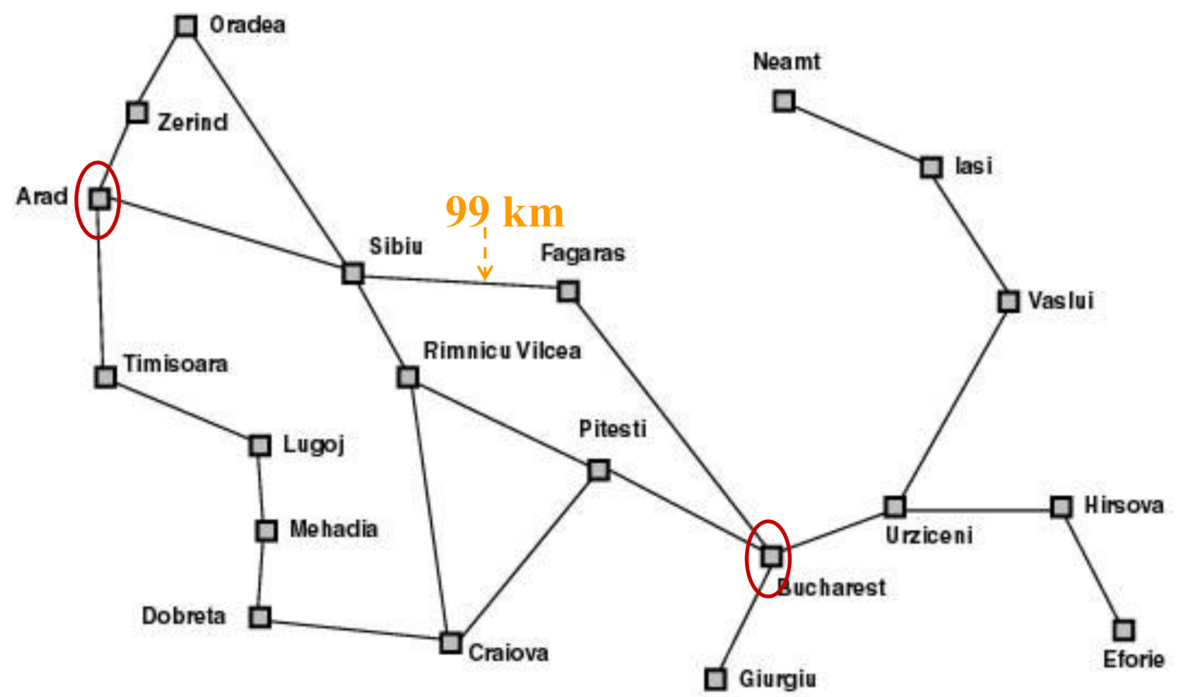 Oradea
Neamt
Zerind
Iasi
Arad
99 km
Sibiu
Fagaras
Vaslui
Rimnicu Vilcea
Timisoara
Pitesti
Lugoj
Hirsova
Mehadia
Urziceni
Bucharest
Dobreta
Craiova
Eforie
Giurgiu